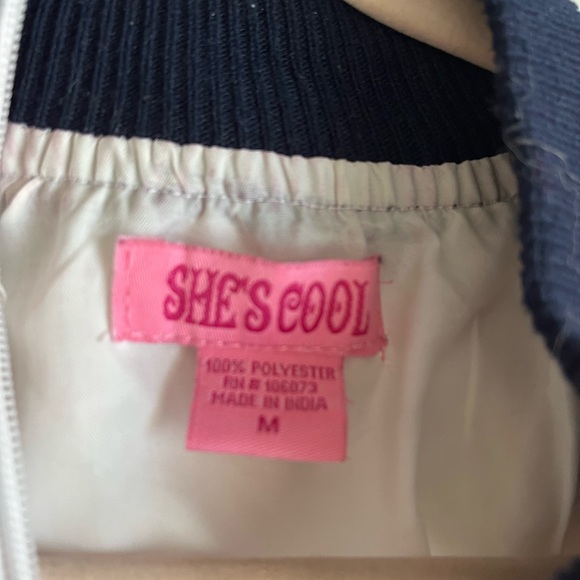 SHE'S COOL
100% POLYESTER
RN # 106073
MADE IN INDIA
M